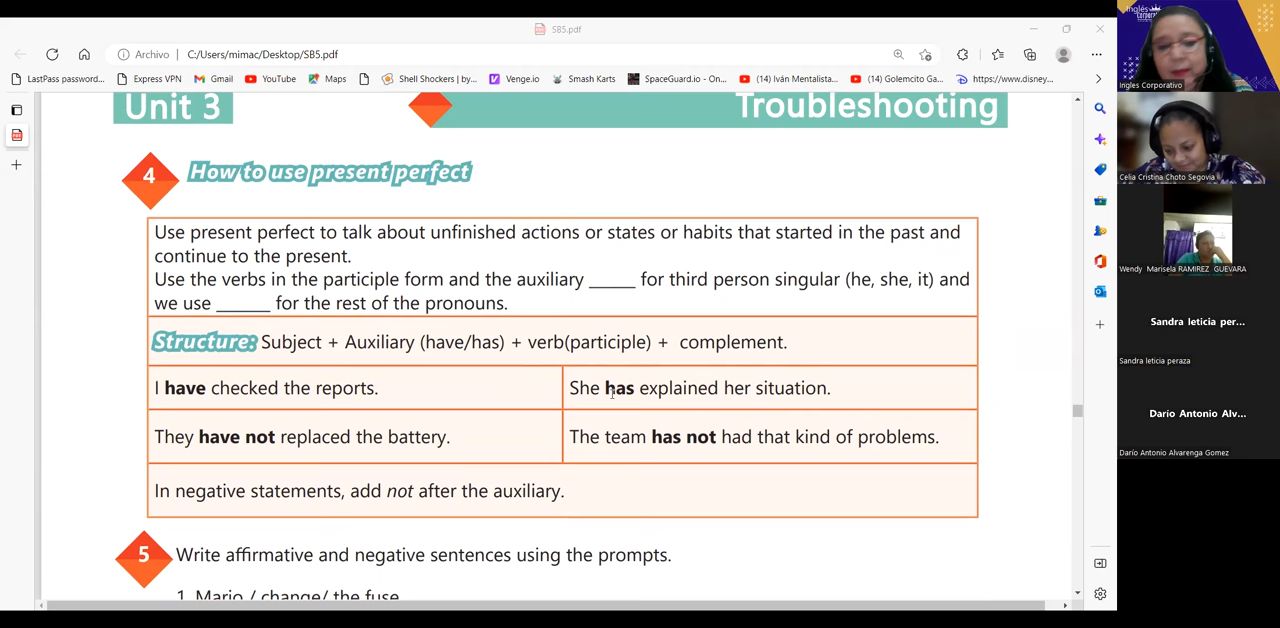 SB5.pdf
Archivo | C:/Users/mimac/Desktop/SB5.pdf
LastPass password...
Express VPN
Gmail
YouTube
Maps
Shell Shockers | by...
Venge.io
Smash Karts
SpaceGuard.io - On...
(14) Iván Mentalista...
(14) Golemcito Ga...
https://www.disney...
Unit 3
Troubleshooting
4
How to use present perfect
Use present perfect to talk about unfinished actions or states or habits that started in the past and
continue to the present.
Use the verbs in the participle form and the auxiliary _____ for third person singular (he, she, it) and
we use ______ for the rest of the pronouns.
Structure: Subject + Auxiliary (have/has) + verb(participle) + complement.
I have checked the reports.
She has explained her situation.
They have not replaced the battery.
The team has not had that kind of problems.
In negative statements, add not after the auxiliary.
5
Write affirmative and negative sentences using the prompts.
1. Mario / change/ the fuse
Inglés
Corporativo
Ingles Corporativo
Celia Cristina Choto Segovia
Wendy Marisela RAMIREZ GUEVARA
Sandra leticia per...
Sandra leticia peraza
Darío Antonio Alv...
Darío Antonio Alvarenga Gomez